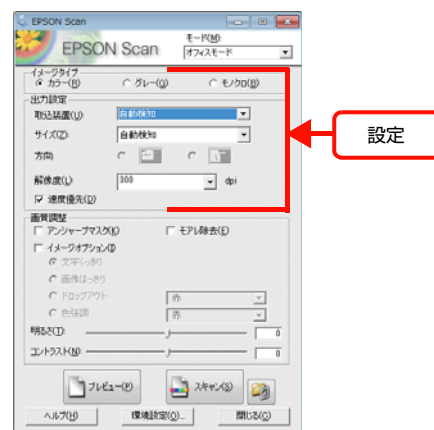 EPSON Scan
EPSON Scan
モード(M):
オフィスモード
イメージタイプ
カラー(B)
グレー(G)
モノクロ(B)
出力設定
取込装置(U):
自動検知
サイズ(Z):
自動検知
方向:
解像度(L):
300
dpi
速度優先(D)
設定
画質調整
アンシャープマスク(K)
モアレ除去(E)
イメージオプション(I)
文字くっきり
画像はっきり
ドロップアウト
赤
色強調
赤
明るさ(T):
0
コントラスト(N):
0
プレビュー(P)
スキャン(S)
ヘルプ(H)
環境設定(O)...
閉じる(C)